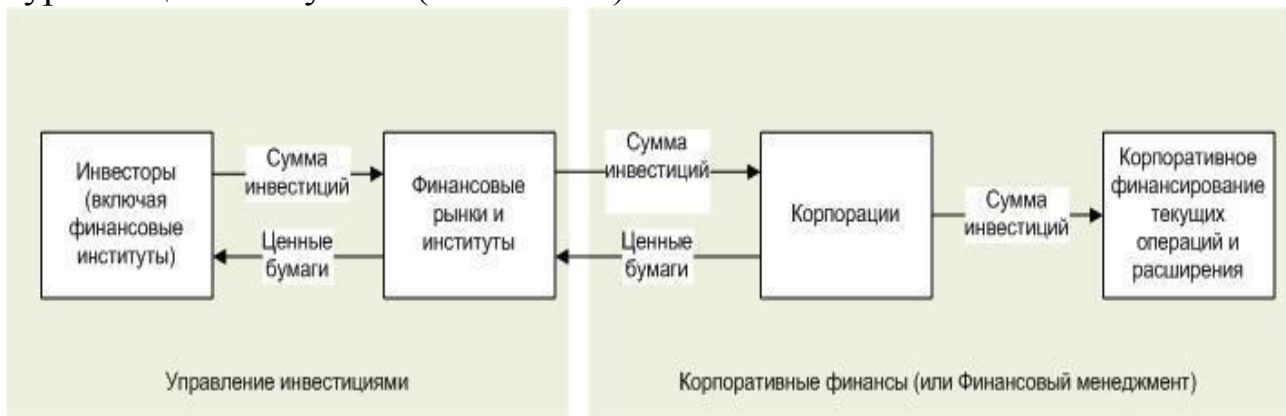 Инвесторы
(включая
финансовые
институты)
Сумма
инвестиций
Ценные
бумаги
Финансовые
рынки и
институты
Сумма
инвестиций
Ценные
бумаги
Корпорации
Сумма
инвестиций
Корпоративное
финансирование
текущих
операций и
расширения
Управление инвестициями
Корпоративные финансы (или Финансовый менеджмент)